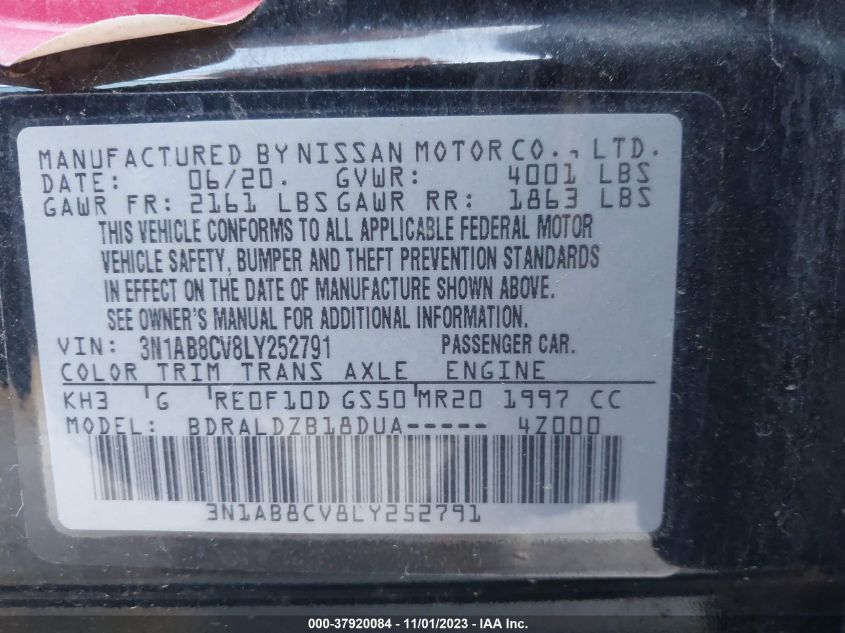 MANUFACTURED BY NISSAN MOTOR CO., LTD.
DATE: 06/20. GVWR: 4001 LBS
GAWR FR: 2161 LBS GAWR RR: 1863 LBS
THIS VEHICLE CONFORMS TO ALL APPLICABLE FEDERAL MOTOR
VEHICLE SAFETY, BUMPER AND THEFT PREVENTION STANDARDS
IN EFFECT ON THE DATE OF MANUFACTURE SHOWN ABOVE.
SEE OWNER'S MANUAL FOR ADDITIONAL INFORMATION.
VIN: 3N1AB8CV8LY252791 PASSENGER CAR.
COLOR TRIM TRANS AXLE ENGINE
KH3 G RE0F10D GS50 MR20 1997 CC
MODEL: BDRALDZB18DUA----- 4Z000
3N1AB8CV8LY252791
000-37920084 - 11/01/2023 - IAA Inc.